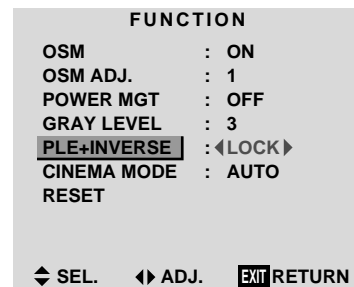 FUNCTION
OSM : ON
OSM ADJ. : 1
POWER MGT : OFF
GRAY LEVEL : 3
PLE+INVERSE : LOCK
CINEMA MODE : AUTO
RESET
SEL. ADJ. EXIT RETURN